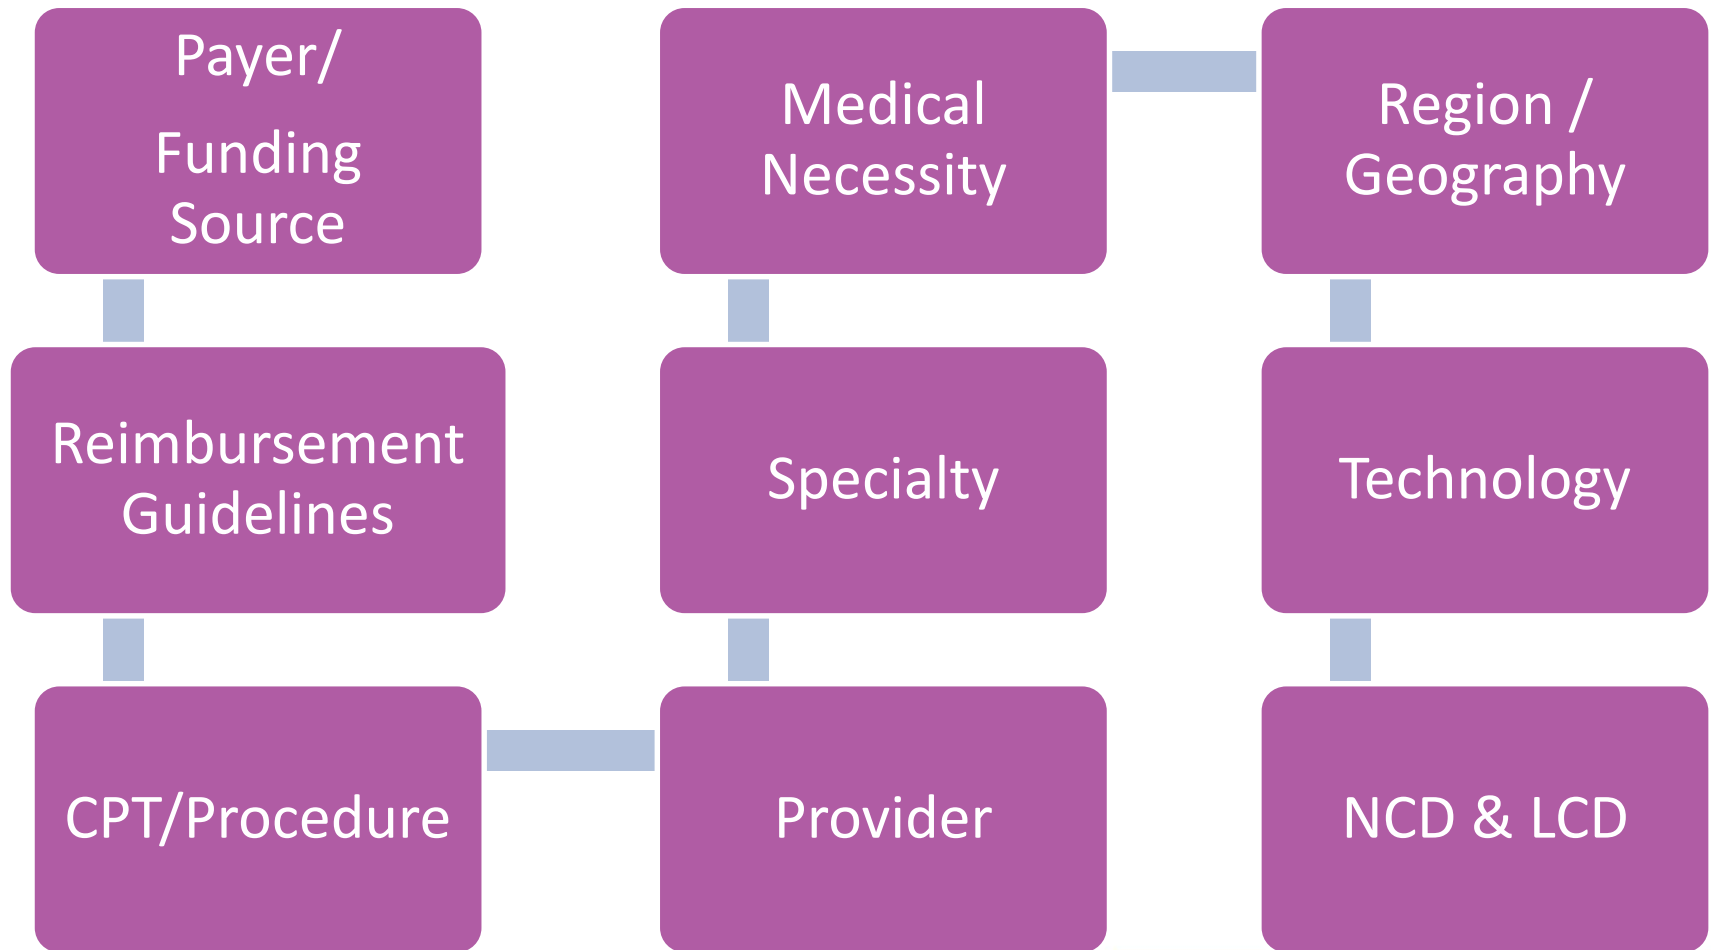 Payer/
Funding
Source
Reimbursement
Guidelines
CPT/Procedure
Provider
Specialty
Medical
Necessity
Region /
Geography
Technology
NCD & LCD